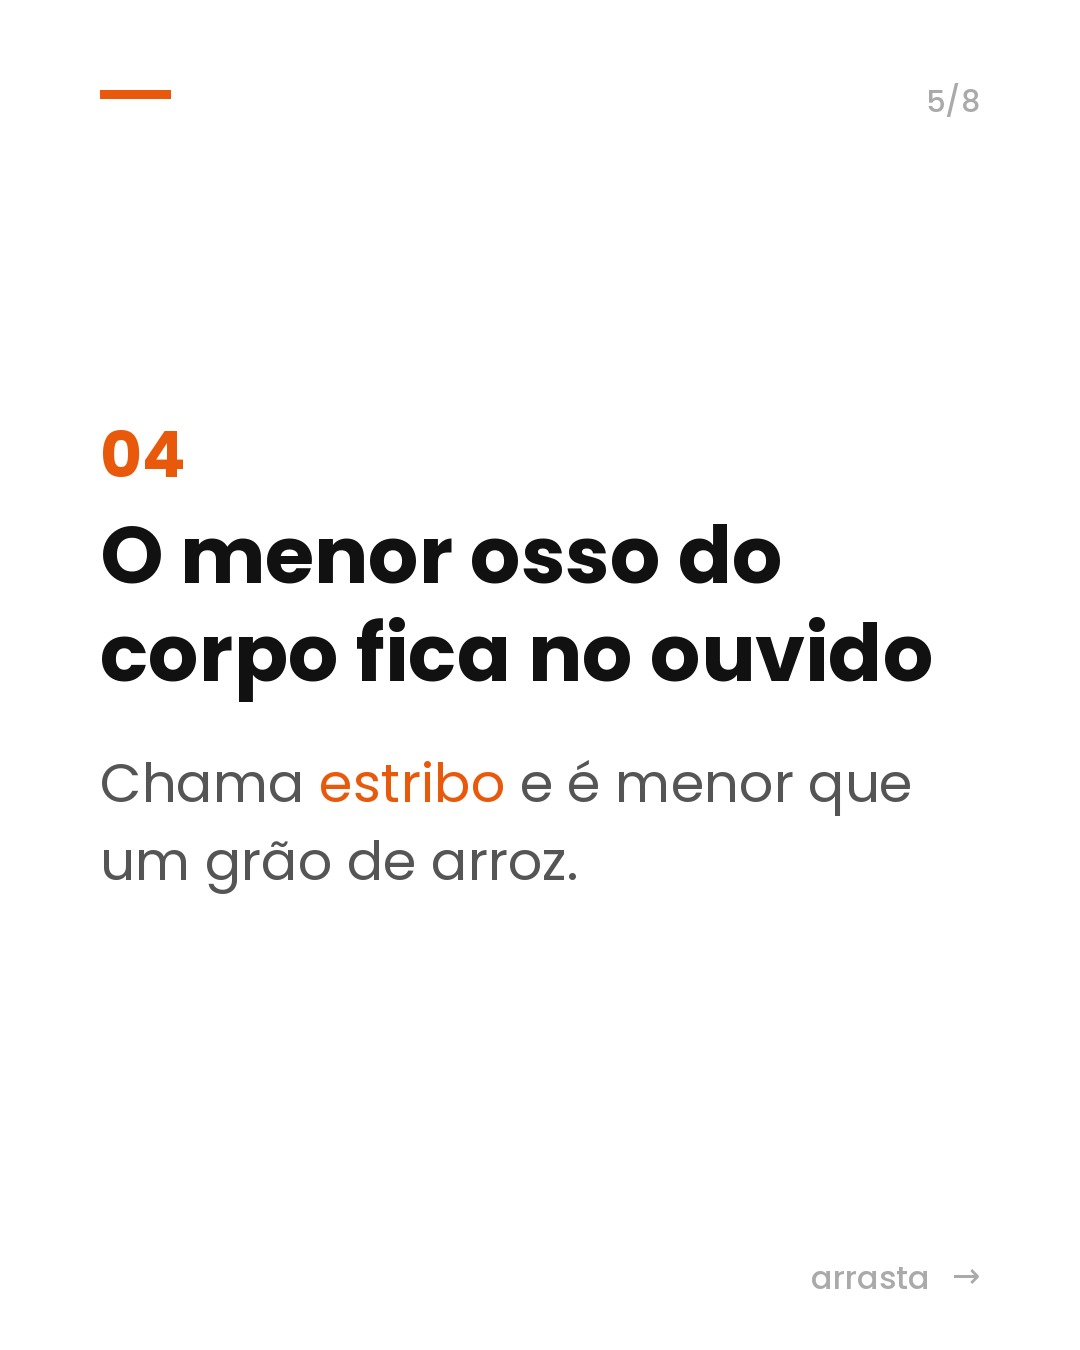 5/8
04
O menor osso do
corpo fica no ouvido
Chama estribo e é menor que
um grão de arroz.
arrasta →